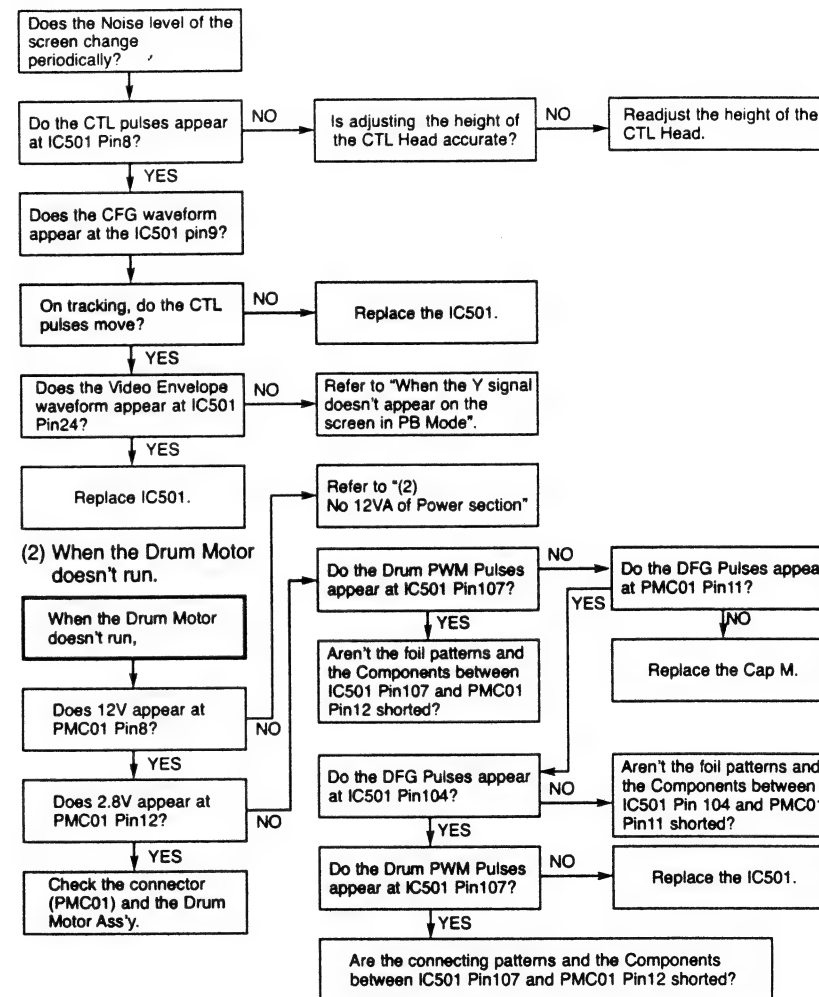 Does the Noise level of the
screen change
periodically?
Do the CTL pulses appear
at IC501 Pin8?
NO
Is adjusting the height of
the CTL Head accurate?
NO
Readjust the height of the
CTL Head.
YES
Does the CFG waveform
appear at the IC501 pin9?
On tracking, do the CTL
pulses move?
NO
Replace the IC501.
YES
Does the Video Envelope
waveform appear at IC501
Pin24?
NO
Refer to “When the Y signal
doesn't appear on the
screen in PB Mode”.
YES
Replace IC501.
Refer to “(2)
No 12VA of Power section”
(2) When the Drum Motor
doesn't run.
When the Drum Motor
doesn't run,
Does 12V appear at
PMC01 Pin8?
NO
YES
Does 2.8V appear at
PMC01 Pin12?
NO
YES
Check the connector
(PMC01) and the Drum
Motor Ass'y.
Do the Drum PWM Pulses
appear at IC501 Pin107?
NO
Do the DFG Pulses appear
at PMC01 Pin11?
YES
NO
Replace the Cap M.
YES
Aren't the foil patterns and
the Components between
IC501 Pin107 and PMC01
Pin12 shorted?
Do the DFG Pulses appear
at IC501 Pin104?
NO
Aren't the foil patterns and
the Components between
IC501 Pin 104 and PMC01
Pin11 shorted?
YES
Do the Drum PWM Pulses
appear at IC501 Pin107?
NO
Replace the IC501.
YES
Are the connecting patterns and the Components
between IC501 Pin107 and PMC01 Pin12 shorted?